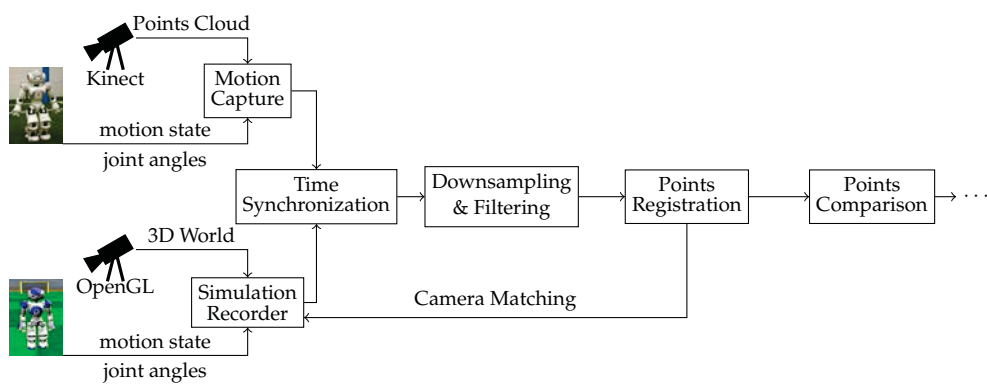 Points Cloud
Kinect
Motion
Capture
motion state
joint angles
Time
Synchronization
Downsampling
& Filtering
Points
Registration
Points
Comparison
· · ·
3D World
OpenGL
Simulation
Recorder
Camera Matching
motion state
joint angles